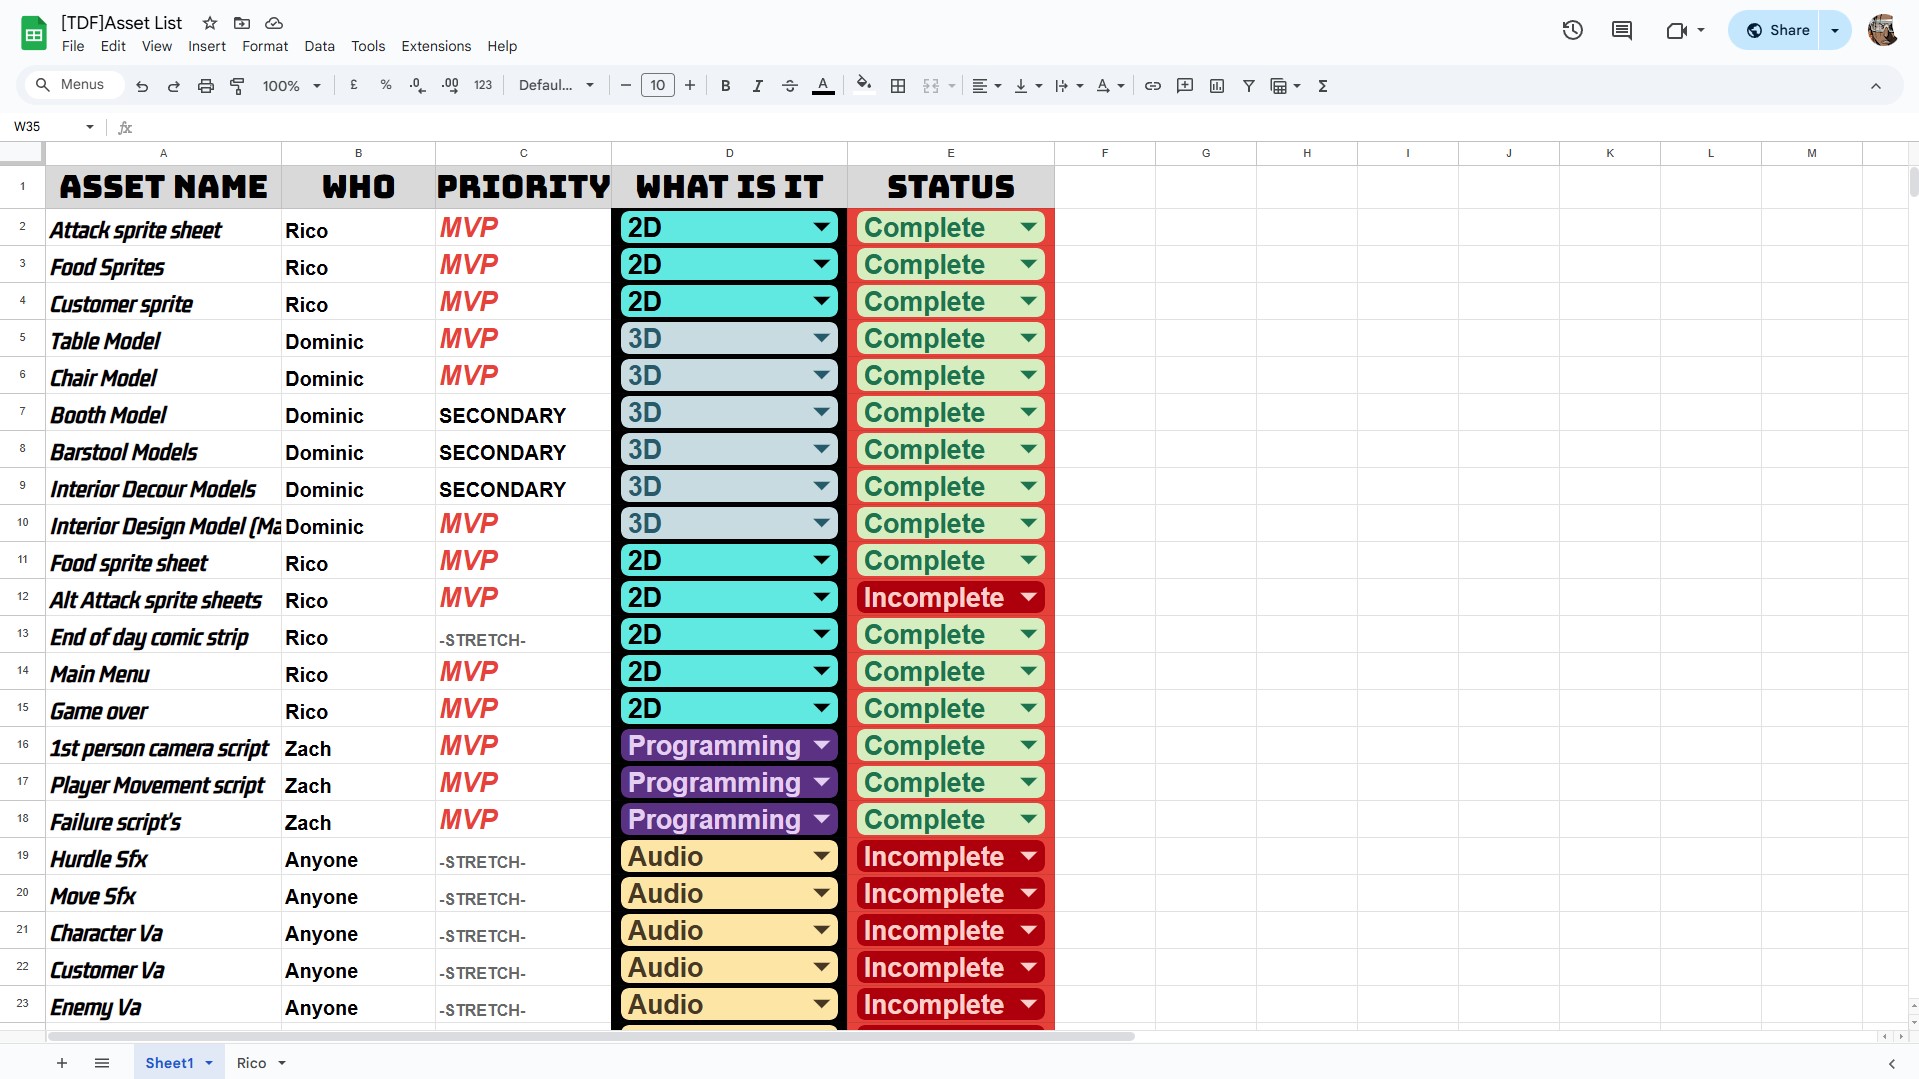 [TDF]Asset List
File Edit View Insert Format Data Tools Extensions Help
Share
Menus 100% £ % .0 .00 123 Defaul... − 10 + B I A Σ
W35 fx
A B C D E F G H I J K L M
1 ASSET NAME WHO PRIORITY WHAT IS IT STATUS
2 Attack sprite sheet Rico MVP 2D Complete
3 Food Sprites Rico MVP 2D Complete
4 Customer sprite Rico MVP 2D Complete
5 Table Model Dominic MVP 3D Complete
6 Chair Model Dominic MVP 3D Complete
7 Booth Model Dominic SECONDARY 3D Complete
8 Barstool Models Dominic SECONDARY 3D Complete
9 Interior Decour Models Dominic SECONDARY 3D Complete
10 Interior Design Model (Ma Dominic MVP 3D Complete
11 Food sprite sheet Rico MVP 2D Complete
12 Alt Attack sprite sheets Rico MVP 2D Incomplete
13 End of day comic strip Rico -STRETCH- 2D Complete
14 Main Menu Rico MVP 2D Complete
15 Game over Rico MVP 2D Complete
16 1st person camera script Zach MVP Programming Complete
17 Player Movement script Zach MVP Programming Complete
18 Failure script's Zach MVP Programming Complete
19 Hurdle Sfx Anyone -STRETCH- Audio Incomplete
20 Move Sfx Anyone -STRETCH- Audio Incomplete
21 Character Va Anyone -STRETCH- Audio Incomplete
22 Customer Va Anyone -STRETCH- Audio Incomplete
23 Enemy Va Anyone -STRETCH- Audio Incomplete
Sheet1 Rico